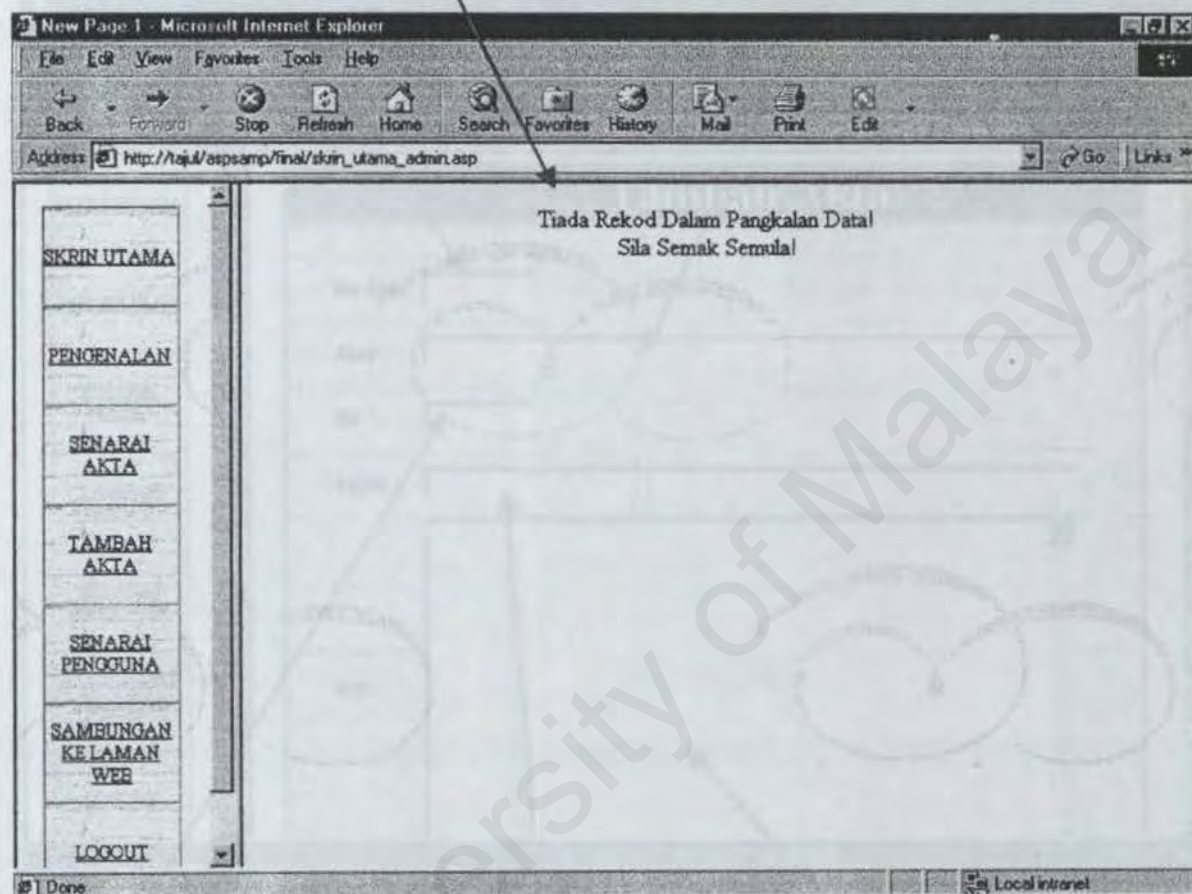 New Page 1 - Microsoft Internet Explorer
File Edit View Favorites Tools Help
Back Forward Stop Refresh Home Search Favorites History Mail Print Edit
Address http://tajul/aspsamp/final/skrin_utama_admin.asp Go Links »
SKRIN UTAMA
PENGENALAN
SENARAI
AKTA
TAMBAH
AKTA
SENARAI
PENGGUNA
SAMBUNGAN
KE LAMAN
WEB
LOGOUT
Tiada Rekod Dalam Pangkalan Data!
Sila Semak Semula!
Done Local intranet
University of Malaya